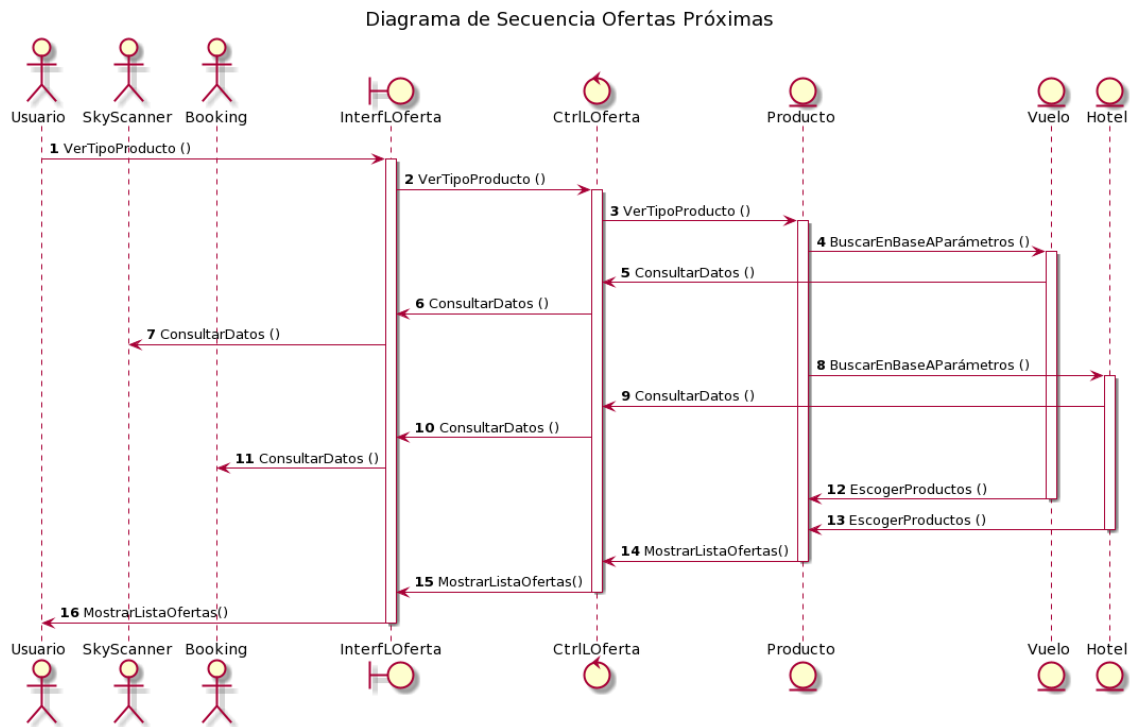 Diagrama de Secuencia Ofertas Próximas
Usuario SkyScanner Booking InterfLOferta CtrlLOferta Producto Vuelo Hotel
1 VerTipoProducto ()
2 VerTipoProducto ()
3 VerTipoProducto ()
4 BuscarEnBaseAParámetros ()
5 ConsultarDatos ()
6 ConsultarDatos ()
7 ConsultarDatos ()
8 BuscarEnBaseAParámetros ()
9 ConsultarDatos ()
10 ConsultarDatos ()
11 ConsultarDatos ()
12 EscogerProductos ()
13 EscogerProductos ()
14 MostrarListaOfertas()
15 MostrarListaOfertas()
16 MostrarListaOfertas()
Usuario SkyScanner Booking InterfLOferta CtrlLOferta Producto Vuelo Hotel